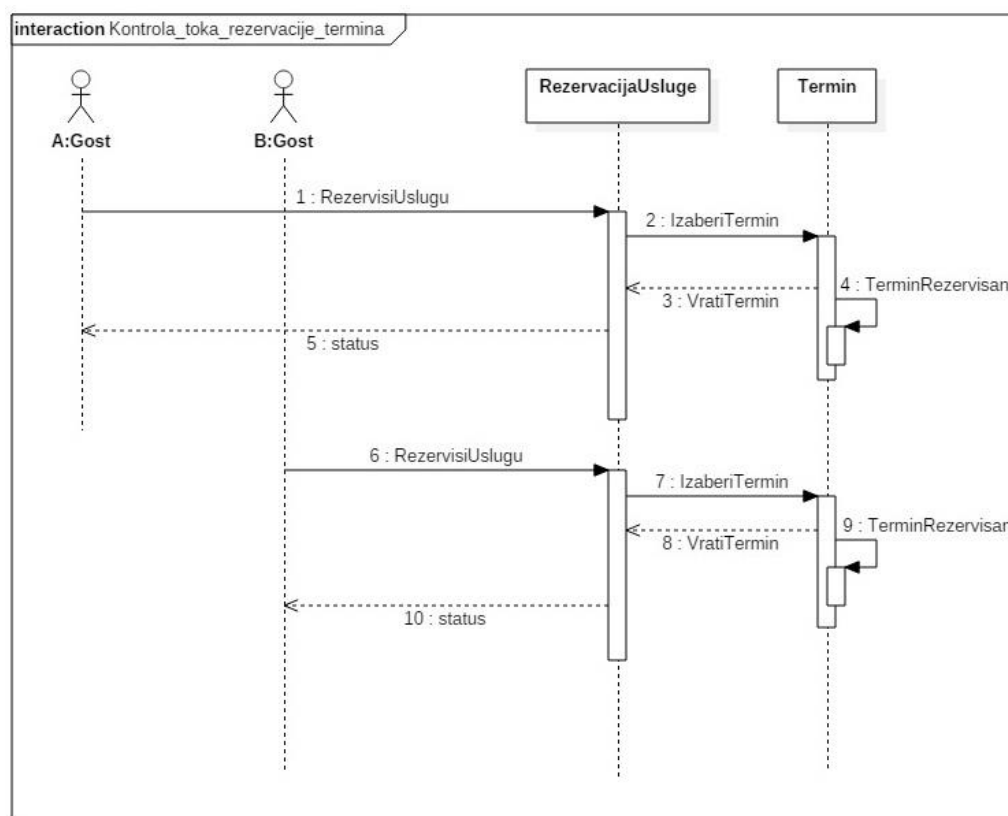 interaction Kontrola_toka_rezervacije_termina
A:Gost
B:Gost
RezervacijaUsluge
Termin
1 : RezervisiUslugu
2 : IzaberiTermin
3 : VratiTermin
4 : TerminRezervisan
5 : status
6 : RezervisiUslugu
7 : IzaberiTermin
8 : VratiTermin
9 : TerminRezervisan
10 : status